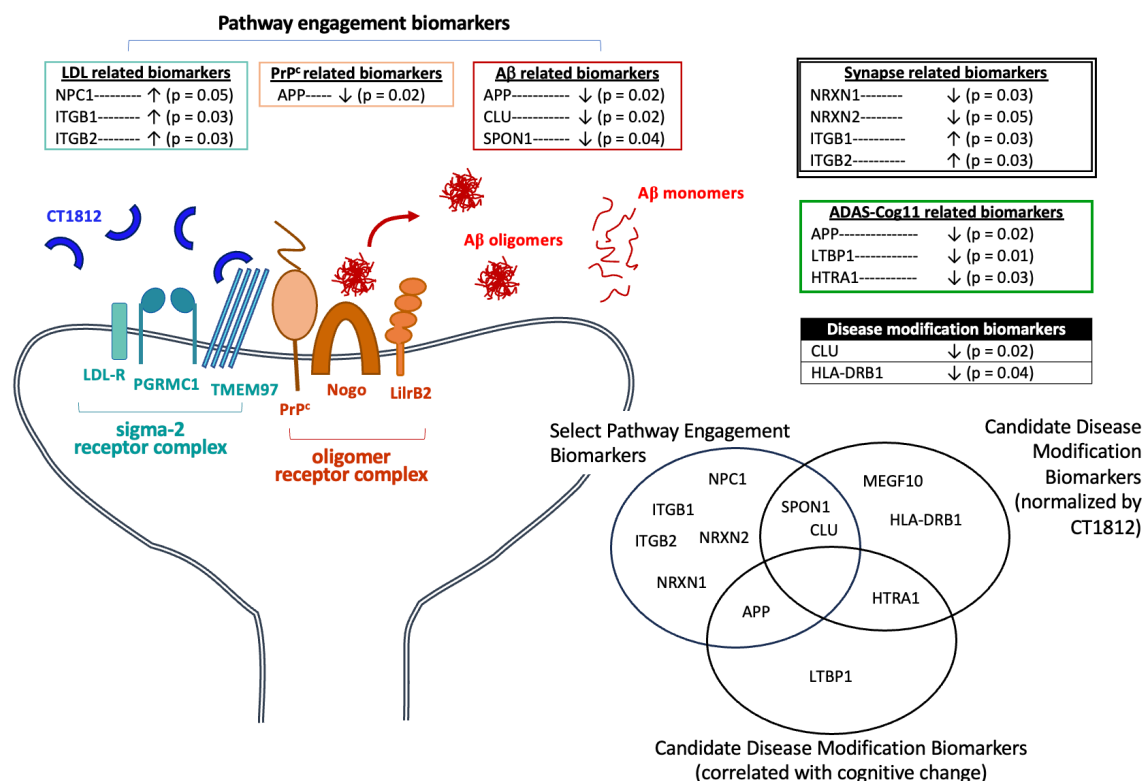 Pathway engagement biomarkers
LDL related biomarkers
NPC1--------- ↑ (p = 0.05)
ITGB1-------- ↑ (p = 0.03)
ITGB2-------- ↑ (p = 0.03)
PrPᶜ related biomarkers
APP----- ↓ (p = 0.02)
Aβ related biomarkers
APP----------- ↓ (p = 0.02)
CLU----------- ↓ (p = 0.02)
SPON1-------- ↓ (p = 0.04)
Synapse related biomarkers
NRXN1-------- ↓ (p = 0.03)
NRXN2-------- ↓ (p = 0.05)
ITGB1---------- ↑ (p = 0.03)
ITGB2---------- ↑ (p = 0.03)
ADAS-Cog11 related biomarkers
APP--------------- ↓ (p = 0.02)
LTBP1------------ ↓ (p = 0.01)
HTRA1----------- ↓ (p = 0.03)
Disease modification biomarkers
CLU ↓ (p = 0.02)
HLA-DRB1 ↓ (p = 0.04)
CT1812
Aβ monomers
Aβ oligomers
LDL-R
PGRMC1
TMEM97
PrPᶜ
Nogo
LilrB2
sigma-2
receptor complex
oligomer
receptor complex
Select Pathway Engagement
Biomarkers
Candidate Disease
Modification
Biomarkers
(normalized by
CT1812)
NPC1
ITGB1
ITGB2
NRXN2
NRXN1
SPON1
CLU
MEGF10
HLA-DRB1
APP
HTRA1
LTBP1
Candidate Disease Modification Biomarkers
(correlated with cognitive change)